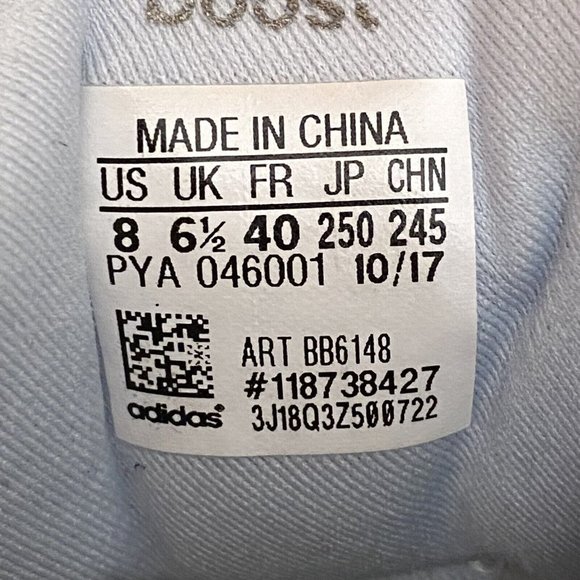 boost
MADE IN CHINA
US UK FR JP CHN
8 6½ 40 250 245
PYA 046001 10/17
ART BB6148
#118738427
adidas® 3J18Q3Z500722